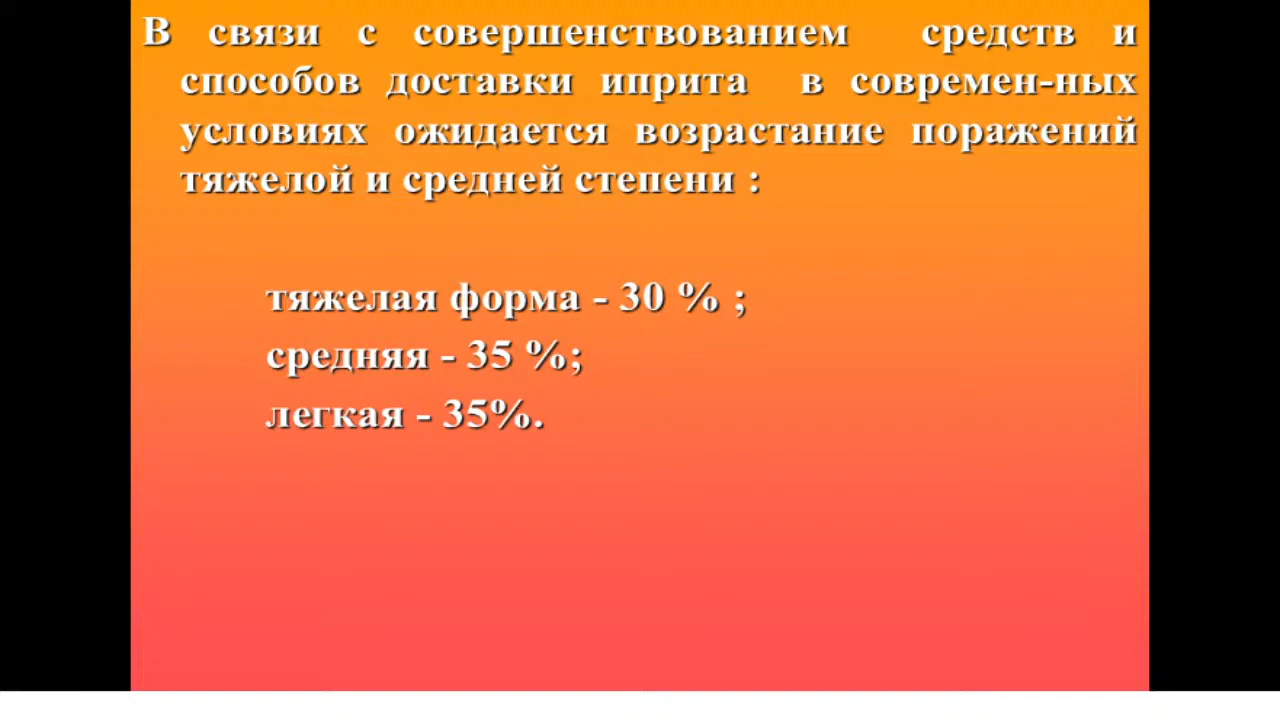 В связи с совершенствованием средств и
способов доставки иприта в современ-ных
условиях ожидается возрастание поражений
тяжелой и средней степени :
тяжелая форма - 30 % ;
средняя - 35 %;
легкая - 35%.